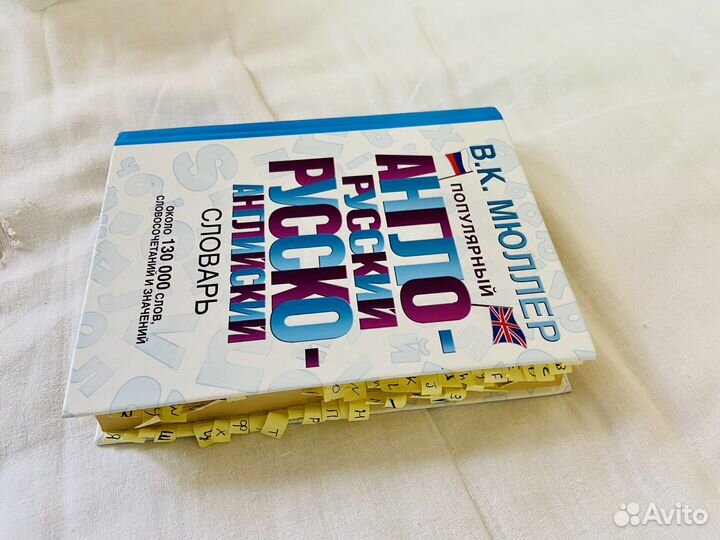 В.К. МЮЛЛЕР
ПОПУЛЯРНЫЙ
АНГЛО-
РУССКИЙ
РУССКО-
АНГЛИЙСКИЙ
СЛОВАРЬ
ОКОЛО 130 000 СЛОВ,
СЛОВОСОЧЕТАНИЙ И ЗНАЧЕНИЙ
Я Ш Ц Х Ф Т Р П Н
Avito